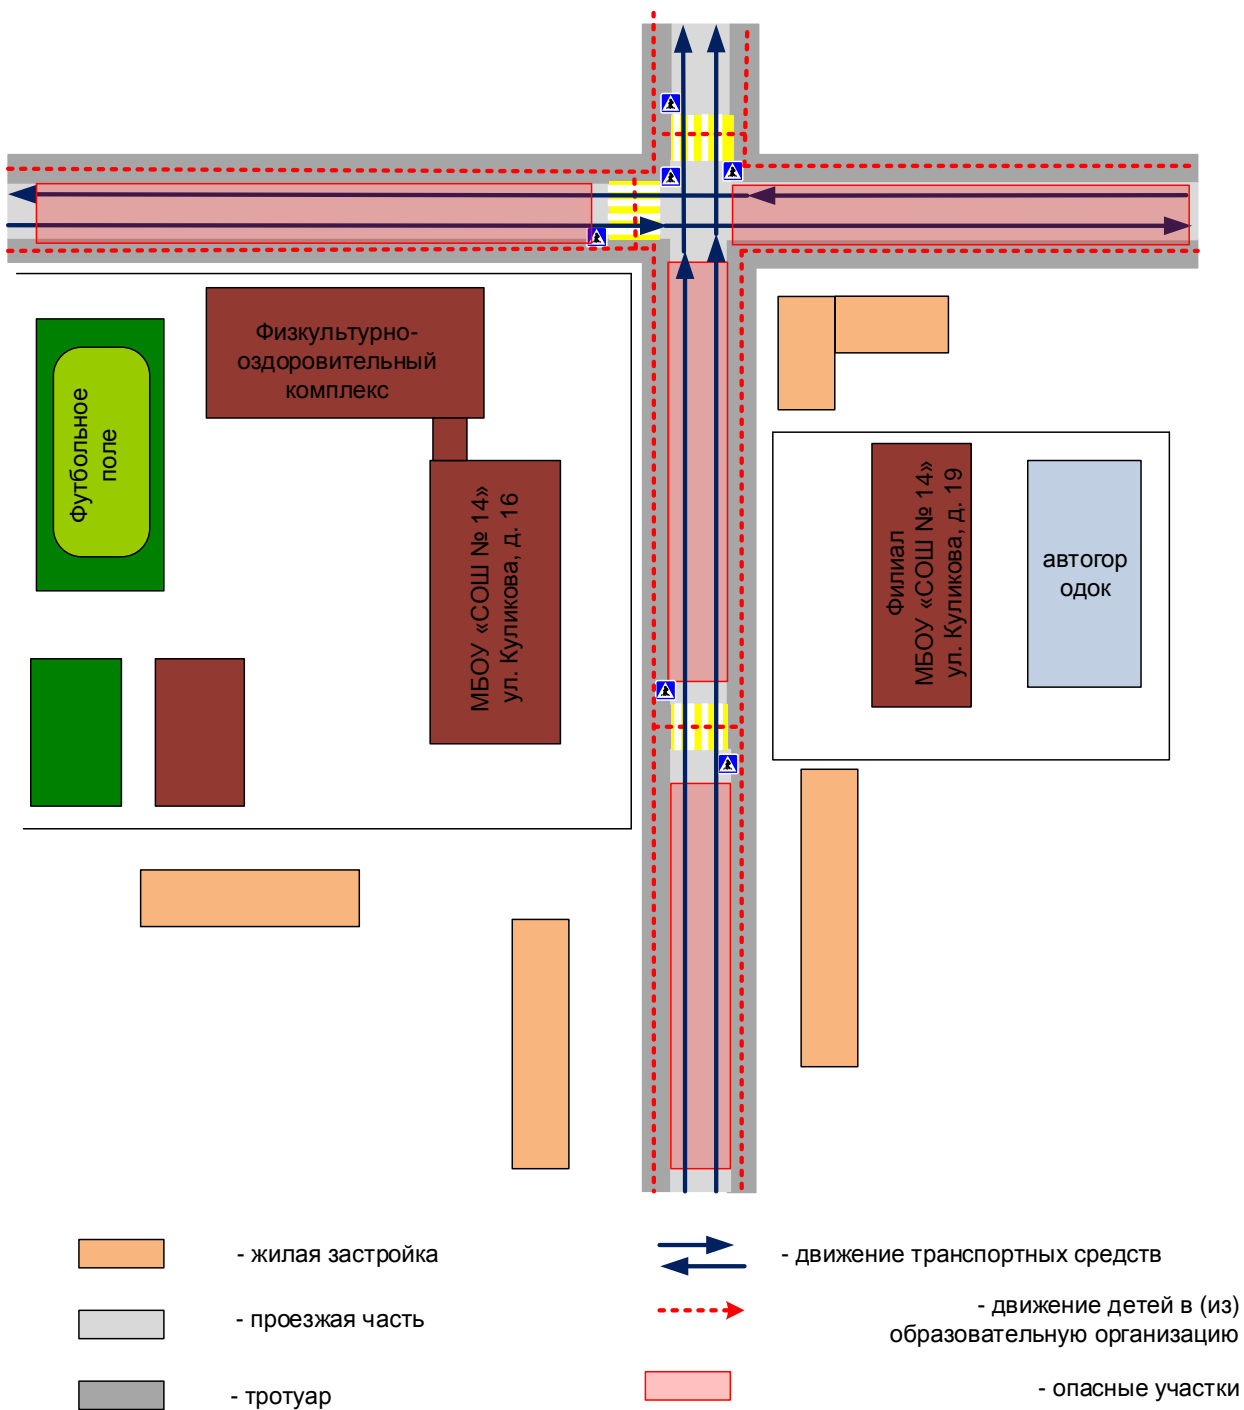 Физкультурно-
оздоровительный
комплекс
Футбольное
поле
МБОУ «СОШ № 14»
ул. Куликова, д. 16
Филиал
МБОУ «СОШ № 14»
ул. Куликова, д. 19
автогор
одок
- жилая застройка
- проезжая часть
- тротуар
- движение транспортных средств
- движение детей в (из)
образовательную организацию
- опасные участки